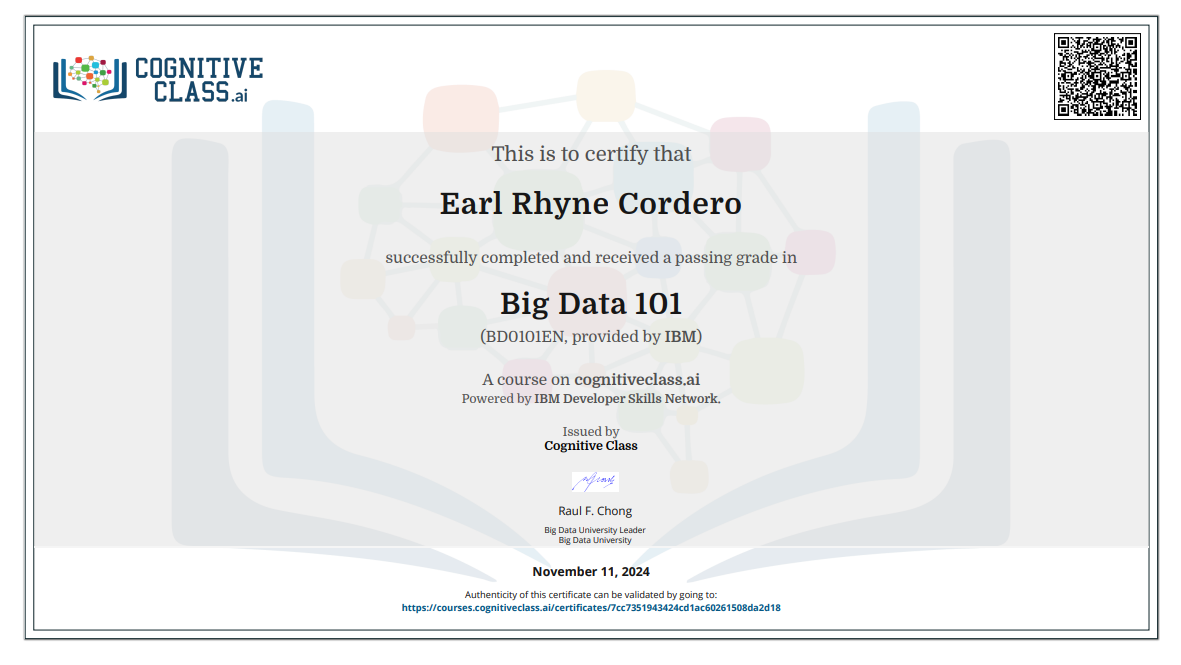 COGNITIVE
CLASS.ai
This is to certify that
Earl Rhyne Cordero
successfully completed and received a passing grade in
Big Data 101
(BD0101EN, provided by IBM)
A course on cognitiveclass.ai
Powered by IBM Developer Skills Network.
Issued by
Cognitive Class
Raul F. Chong
Big Data University Leader
Big Data University
November 11, 2024
Authenticity of this certificate can be validated by going to:
https://courses.cognitiveclass.ai/certificates/7cc7351943424cd1ac60261508da2d18